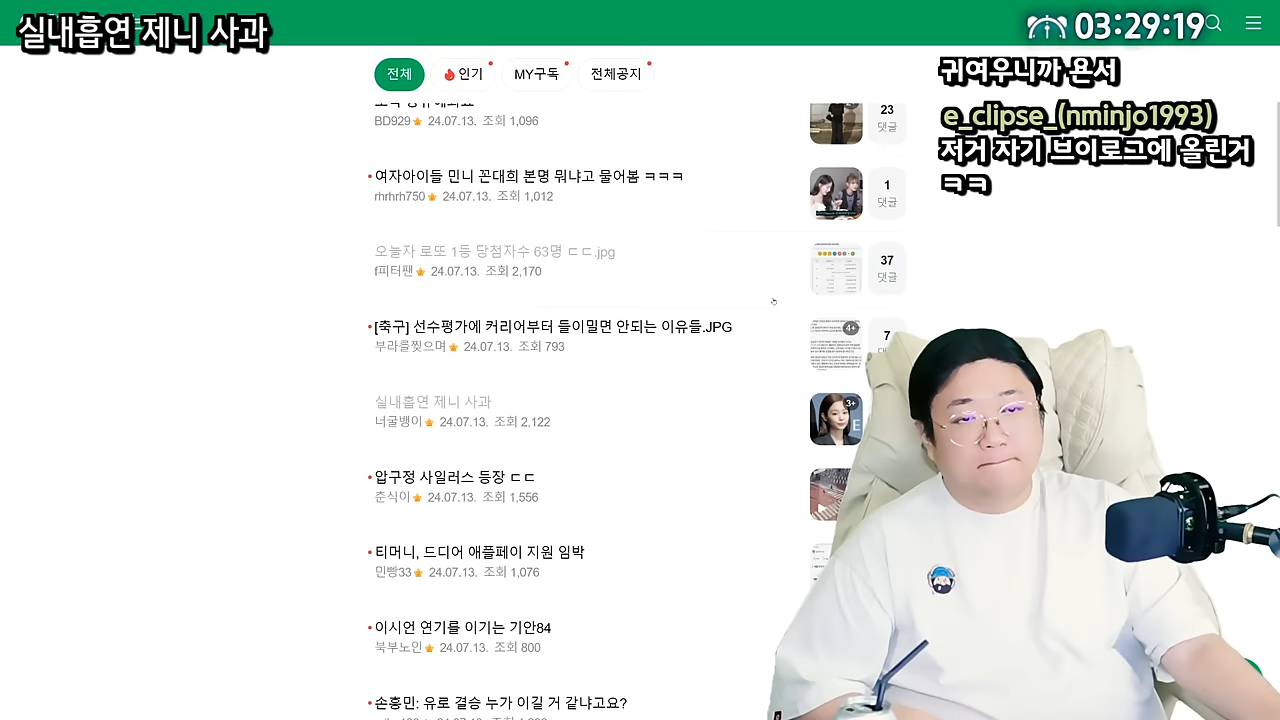 실내흡연 제니 사과
03:29:19
전체
인기
MY구독
전체공지
귀여우니까 욘서
e_clipse_(nminjo1993)
저거 자기 브이로그에 올린거
ㅋㅋ
BD929 24.07.13. 조회 1,096
23
댓글
여자아이들 민니 꼰대희 본명 뭐냐고 물어봄 ㅋㅋㅋ
rhrhrh750 24.07.13. 조회 1,012
1
댓글
오늘자 로또 1등 당첨자수 63명 ㄷㄷ.jpg
f피터팬 24.07.13. 조회 2,170
37
댓글
[축구] 선수평가에 커리어부터 들이밀면 안되는 이유들.JPG
부랄을찢으며 24.07.13. 조회 793
4+
7
실내흡연 제니 사과
너굴뱅이 24.07.13. 조회 2,122
3+
압구정 사일러스 등장 ㄷㄷ
춘식이 24.07.13. 조회 1,556
티머니, 드디어 애플페이 지원 임박
민빵33 24.07.13. 조회 1,076
이시언 연기를 이기는 기안84
북부노인 24.07.13. 조회 800
손흥민: 유로 결승 누가 이길 거 같냐고요?